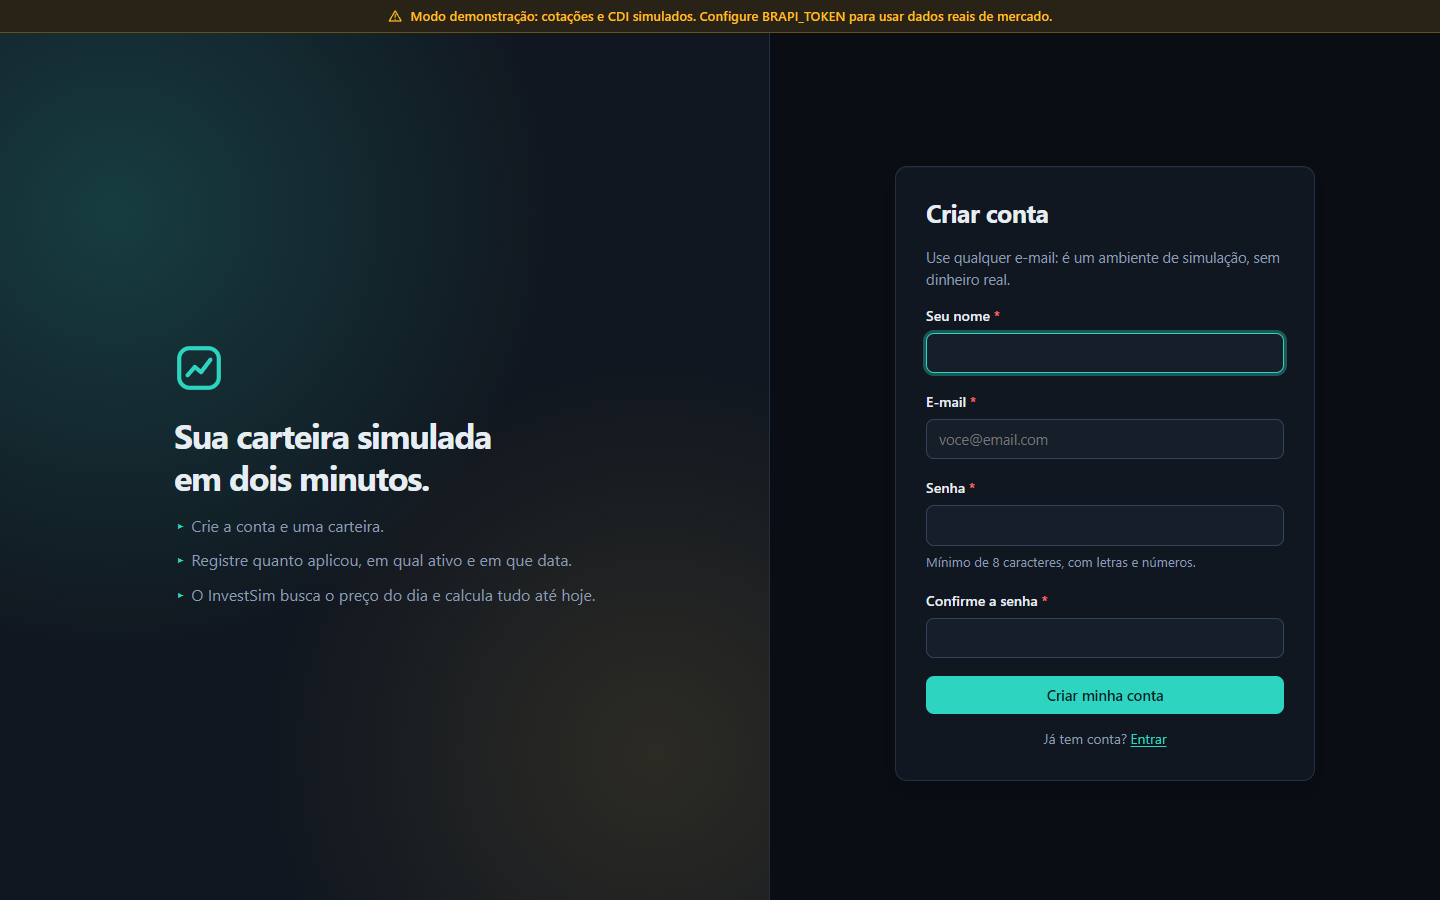 ⚠ Modo demonstração: cotações e CDI simulados. Configure BRAPI_TOKEN para usar dados reais de mercado.
Sua carteira simulada
em dois minutos.
▸ Crie a conta e uma carteira.
▸ Registre quanto aplicou, em qual ativo e em que data.
▸ O InvestSim busca o preço do dia e calcula tudo até hoje.
Criar conta
Use qualquer e-mail: é um ambiente de simulação, sem
dinheiro real.
Seu nome *
E-mail *
voce@email.com
Senha *
Mínimo de 8 caracteres, com letras e números.
Confirme a senha *
Criar minha conta
Já tem conta? Entrar